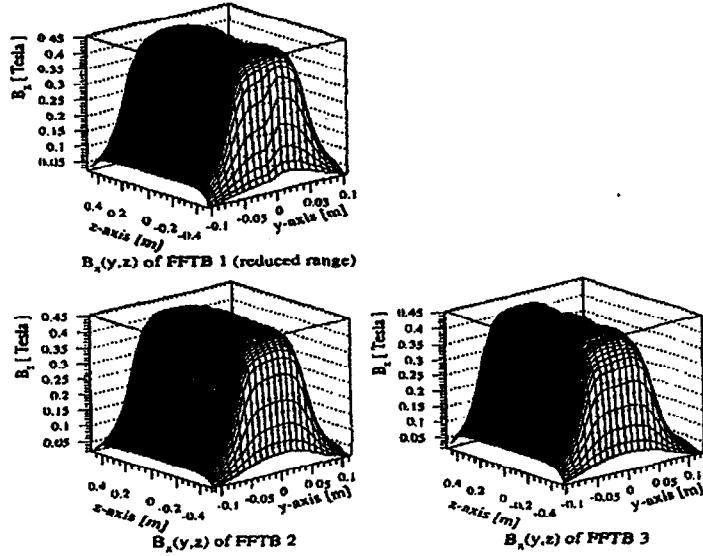 0.45
0.4
0.35
0.3
0.25
0.2
0.15
0.1
0.05
B_x [ Tesla ]
0.4 0.2 0 -0.2 -0.4
z-axis [m]
-0.1 -0.05 0 0.05 0.1
y-axis [m]
B_x(y,z) of FFTB 1 (reduced range)
0.45
0.4
0.35
0.3
0.25
0.2
0.15
0.1
0.05
B_x [ Tesla ]
0.4 0.2 0 -0.2 -0.4
z-axis [m]
-0.1 -0.05 0 0.05 0.1
y-axis [m]
B_x(y,z) of FFTB 2
0.45
0.4
0.35
0.3
0.25
0.2
0.15
0.1
0.05
B_x [ Tesla ]
0.4 0.2 0 -0.2 -0.4
z-axis [m]
-0.1 -0.05 0 0.05 0.1
y-axis [m]
B_x(y,z) of FFTB 3